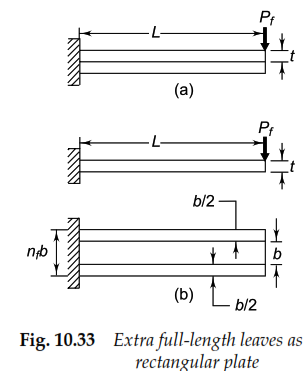 P_f
L
t
(a)
P_f
L
t
b/2
n_f b
b
(b)
b/2
Fig. 10.33 Extra full-length leaves as
rectangular plate